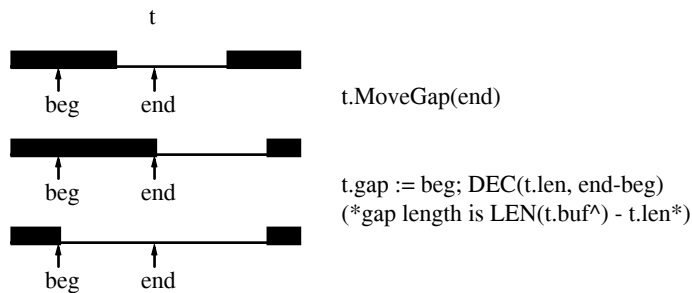 t
beg end
t.MoveGap(end)
beg end
t.gap := beg; DEC(t.len, end-beg)
(*gap length is LEN(t.buf^) - t.len*)
beg end